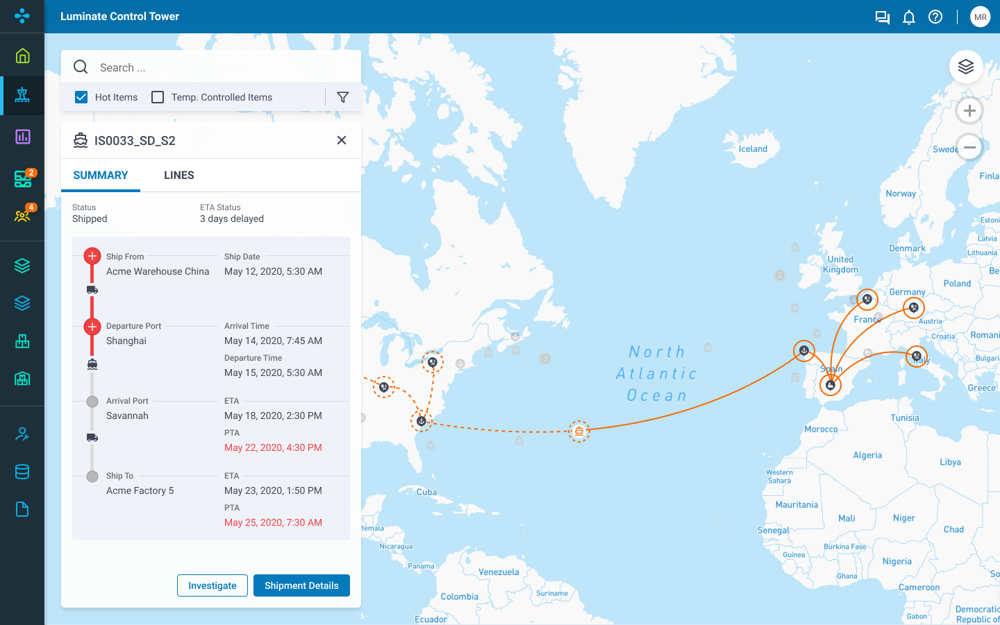 Luminate Control Tower
MR
2
4
Search ...
Hot Items
Temp. Controlled Items
IS0033_SD_S2
SUMMARY
LINES
Status
Shipped
ETA Status
3 days delayed
Ship From
Acme Warehouse China
Ship Date
May 12, 2020, 5:30 AM
Departure Port
Shanghai
Arrival Time
May 14, 2020, 7:45 AM
Departure Time
May 15, 2020, 5:30 AM
Arrival Port
Savannah
ETA
May 18, 2020, 2:30 PM
PTA
May 22, 2020, 4:30 PM
Ship To
Acme Factory 5
ETA
May 23, 2020, 1:50 PM
PTA
May 25, 2020, 7:30 AM
Investigate
Shipment Details
Iceland
Swede
Finla
Norway
Estoni
Latvia
Lithuania
Denmark
United
Kingdom
Be
Poland
Germany
2
France
Austria
Croatia
Romani
Bulgaria
Italy
Spain
Greece
3
North
Atlantic
Ocean
Tunisia
Morocco
Algeria
Libya
Western
Sahara
Mauritania
Mali
Niger
Chad
Senegal
Burkina Faso
Guinea
Nigeria
Ghana
So
Cameroon
Democrati
Republic of
Gabon
Cuba
temala
Nicaragua
Panama
Venezuela
Suriname
Colombia
Ecuador